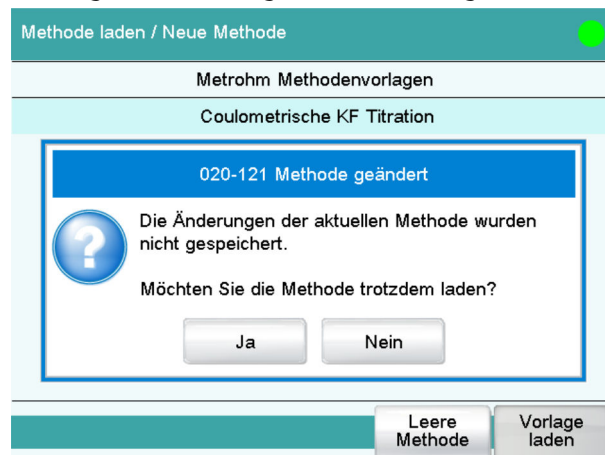 Methode laden / Neue Methode
Metrohm Methodenvorlagen
Coulometrische KF Titration
020-121 Methode geändert
Die Änderungen der aktuellen Methode wurden
nicht gespeichert.
Möchten Sie die Methode trotzdem laden?
Ja
Nein
Leere
Methode
Vorlage
laden